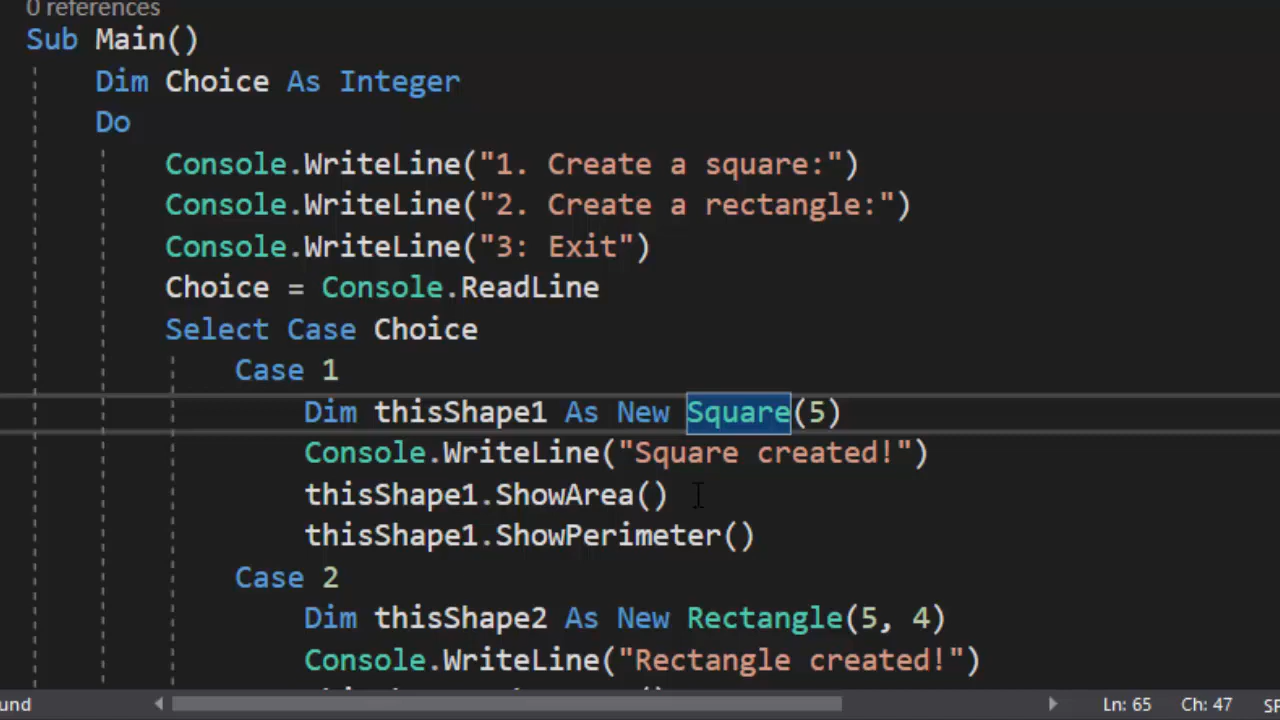 0 references
Sub Main()
Dim Choice As Integer
Do
Console.WriteLine("1. Create a square:")
Console.WriteLine("2. Create a rectangle:")
Console.WriteLine("3: Exit")
Choice = Console.ReadLine
Select Case Choice
Case 1
Dim thisShape1 As New Square(5)
Console.WriteLine("Square created!")
thisShape1.ShowArea()
thisShape1.ShowPerimeter()
Case 2
Dim thisShape2 As New Rectangle(5, 4)
Console.WriteLine("Rectangle created!")
und Ln: 65 Ch: 47 SP